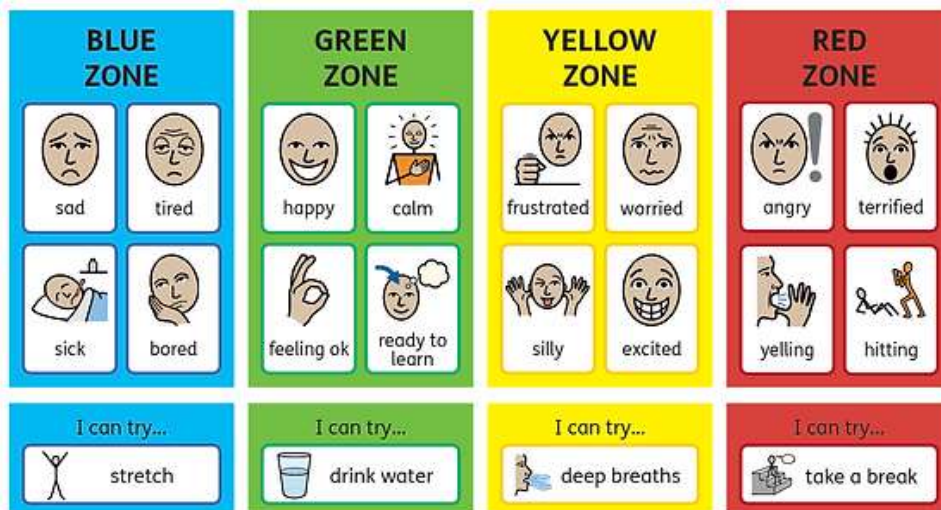 BLUE
ZONE
sad
tired
sick
bored
I can try...
stretch
GREEN
ZONE
happy
calm
feeling ok
ready to
learn
I can try...
drink water
YELLOW
ZONE
frustrated
worried
silly
excited
I can try...
deep breaths
RED
ZONE
angry
terrified
yelling
hitting
I can try...
take a break